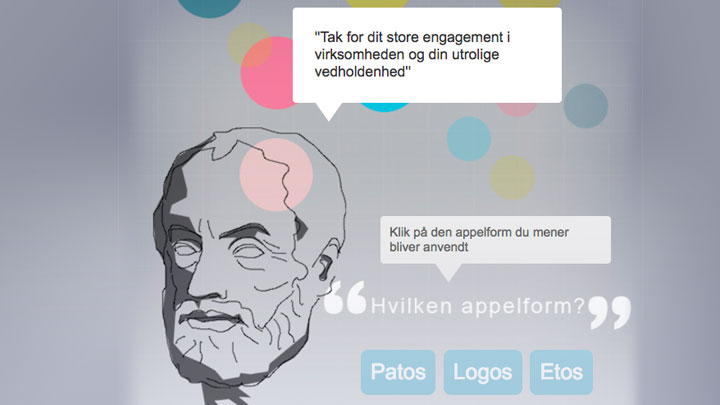 "Tak for dit store engagement i
virksomheden og din utrolige
vedholdenhed"
Klik på den appelform du mener
bliver anvendt
“Hvilken appelform?”
Patos Logos Etos